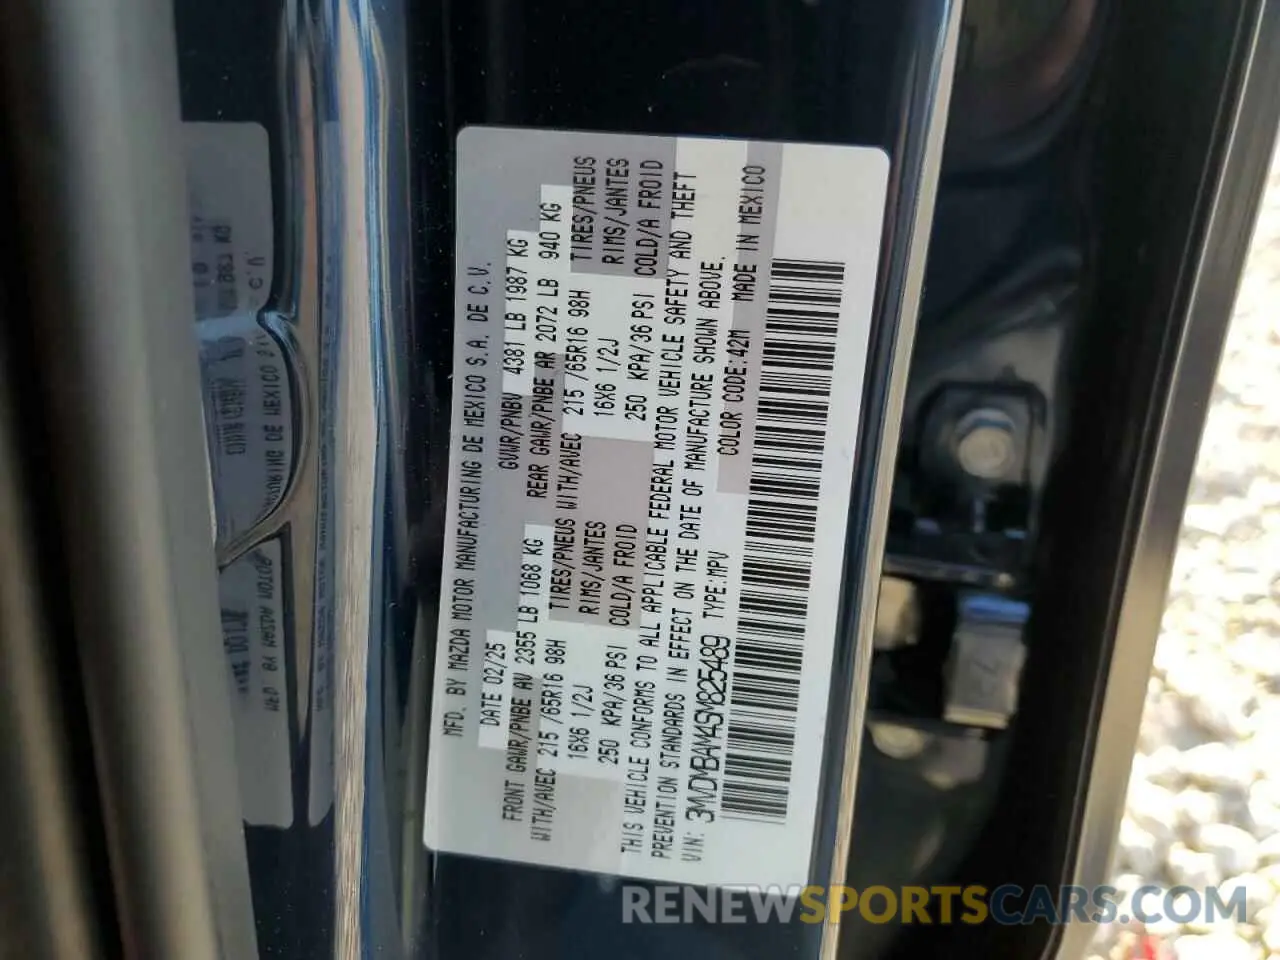 MFD. BY MAZDA MOTOR MANUFACTURING DE MEXICO S.A. DE C.V.
DATE 02/25 GVWR/PNBV 4381 LB 1987 KG
FRONT GAWR/PNBE AV 2355 LB 1068 KG REAR GAWR/PNBE AR 2072 LB 940 KG
WITH/AVEC 215 /65R16 98H TIRES/PNEUS WITH/AVEC 215 /65R16 98H TIRES/PNEUS
16X6 1/2J RIMS/JANTES 16X6 1/2J RIMS/JANTES
250 KPA/36 PSI COLD/A FROID 250 KPA/36 PSI COLD/A FROID
THIS VEHICLE CONFORMS TO ALL APPLICABLE FEDERAL MOTOR VEHICLE SAFETY AND THEFT
PREVENTION STANDARDS IN EFFECT ON THE DATE OF MANUFACTURE SHOWN ABOVE.
VIN: 3MVDMBAM4SM825489 TYPE:MPV COLOR CODE:42M MADE IN MEXICO
RENEWSPORTSCARS.COM